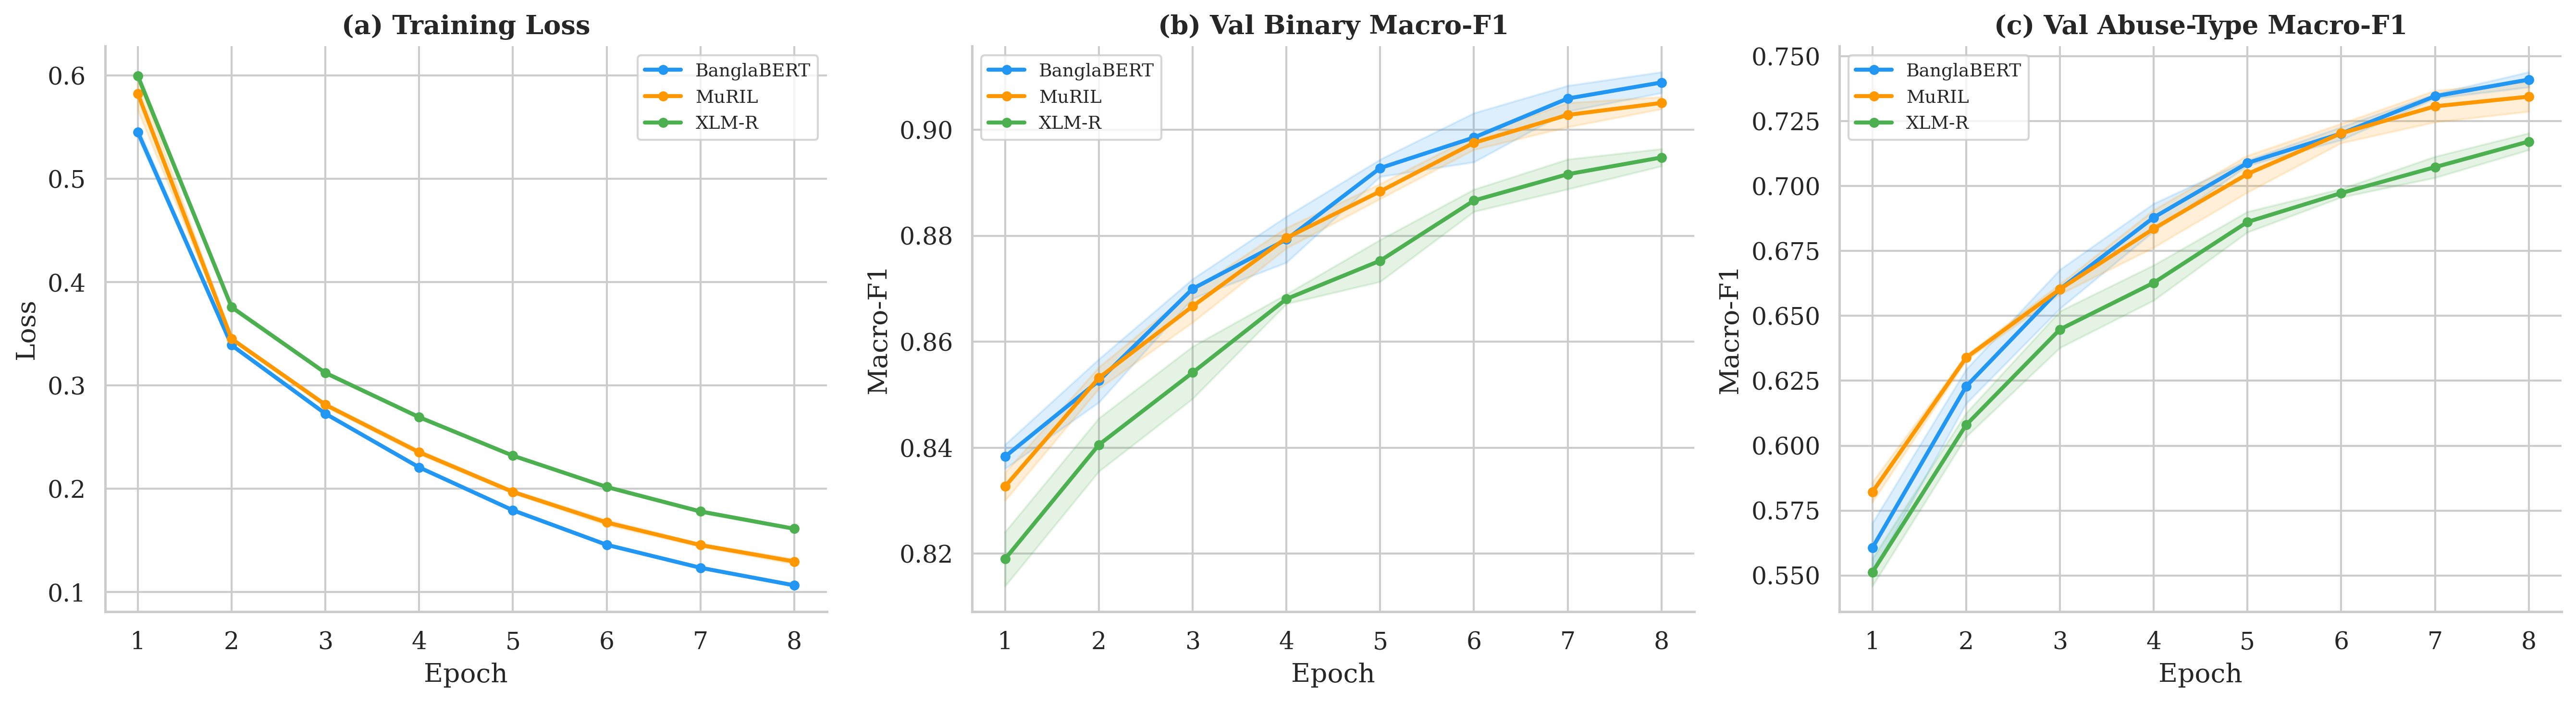 (a) Training Loss
BanglaBERT
MuRIL
XLM-R
0.6
0.5
0.4
0.3
0.2
0.1
Loss
1 2 3 4 5 6 7 8
Epoch
(b) Val Binary Macro-F1
BanglaBERT
MuRIL
XLM-R
0.90
0.88
0.86
0.84
0.82
Macro-F1
1 2 3 4 5 6 7 8
Epoch
(c) Val Abuse-Type Macro-F1
BanglaBERT
MuRIL
XLM-R
0.750
0.725
0.700
0.675
0.650
0.625
0.600
0.575
0.550
Macro-F1
1 2 3 4 5 6 7 8
Epoch